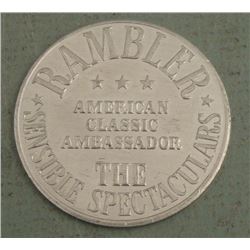 RAMBLER
★ ★ ★
AMERICAN
CLASSIC
AMBASSADOR
THE
★ SENSIBLE SPECTACULARS ★